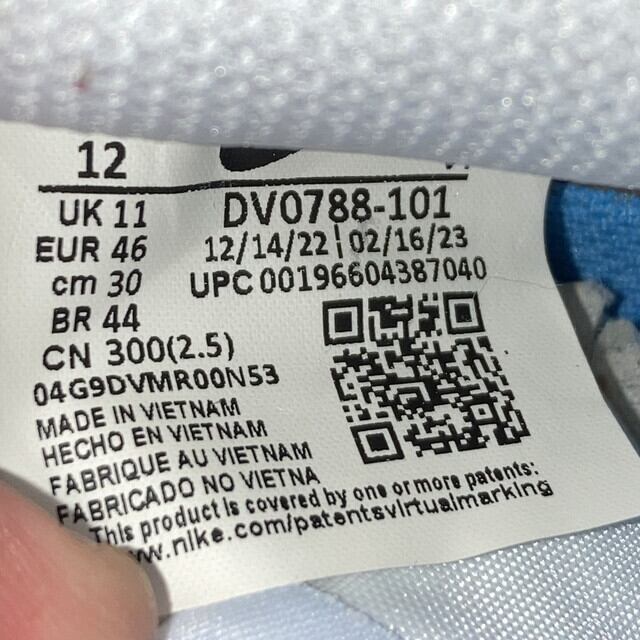 12
UK 11
EUR 46
cm 30
BR 44
CN 300(2.5)
DV0788-101
12/14/22 | 02/16/23
UPC 00196604387040
04G9DVMR00N53
MADE IN VIETNAM
HECHO EN VIETNAM
FABRIQUE AU VIETNAM
FABRICADO NO VIETNA
This product is covered by one or more patents:
www.nike.com/patentsvirtualmarking